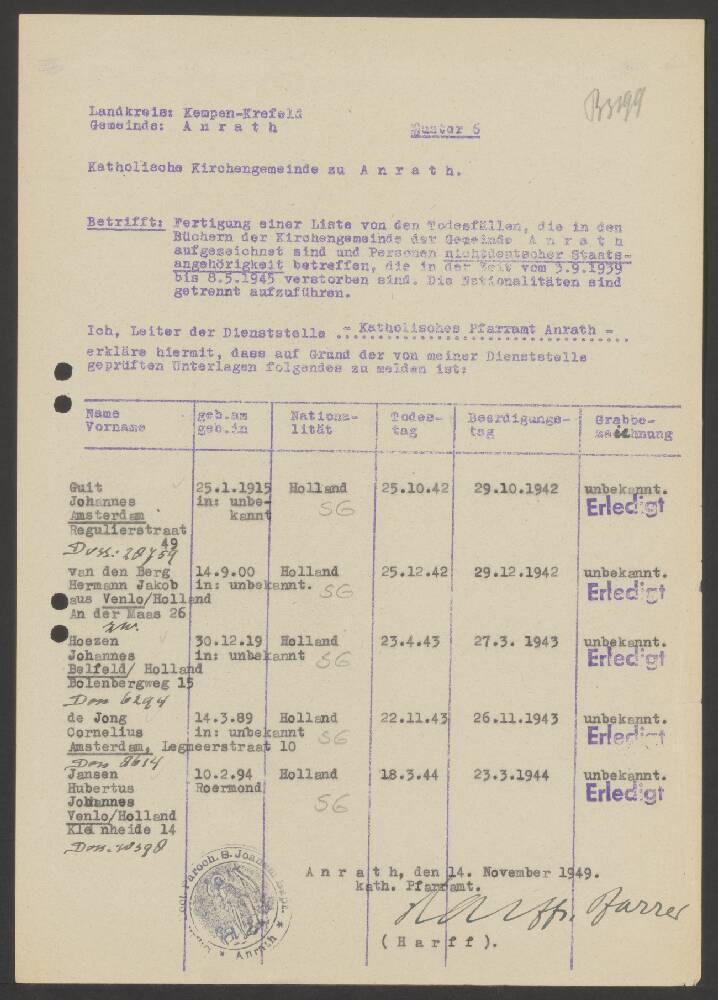 Landkreis: Kempen-Krefeld
Gemeinde: A n r a t h
Muster 6
Katholische Kirchengemeinde zu A n r a t h.
Betrifft: Fertigung einer Liste von den Todesfällen, die in den
Büchern der Kirchengemeinde der Gemeinde A n r a t h
aufgezeichnet sind und Personen nichtdeutscher Staats-
angehörigkeit betreffen, die in der Zeit vom 3.9.1939
bis 8.5.1945 verstorben sind. Die Nationalitäten sind
getrennt aufzuführen.
Ich, Leiter der Dienststelle - Katholisches Pfarramt Anrath -
erkläre hiermit, dass auf Grund der von meiner Dienststelle
geprüften Unterlagen folgendes zu melden ist:
Name geb.am Nationa- Todes- Beerdigungs- Grabbe-
Vorname geb.in lität tag tag zeichnung
Guit 25.1.1915 Holland 25.10.42 29.10.1942 unbekannt.
Johannes in: unbe- SG Erledigt
Amsterdam kannt
Regulierstraat
49
van den Berg 14.9.00 Holland 25.12.42 29.12.1942 unbekannt.
Hermann Jakob in: unbekannt. SG Erledigt
aus Venlo/Holland
An der Maas 26
Hoezen 30.12.19 Holland 23.4.43 27.3. 1943 unbekannt.
Johannes in: unbekannt SG Erledigt
Belfeld/ Holland
Bolenbergweg 15
de Jong 14.3.89 Holland 22.11.43 26.11.1943 unbekannt.
Cornelius in: unbekannt SG Erledigt
Amsterdam, Legmeerstraat 10
Jansen 10.2.94 Holland 18.3.44 23.3.1944 unbekannt.
Hubertus Roermond Erledigt
Johannes SG
Venlo/Holland
Kleinheide 14
A n r a t h, den 14. November 1949.
kath. Pfarramt.
Harff, Pfarrer
( H a r f f ).
Anrath